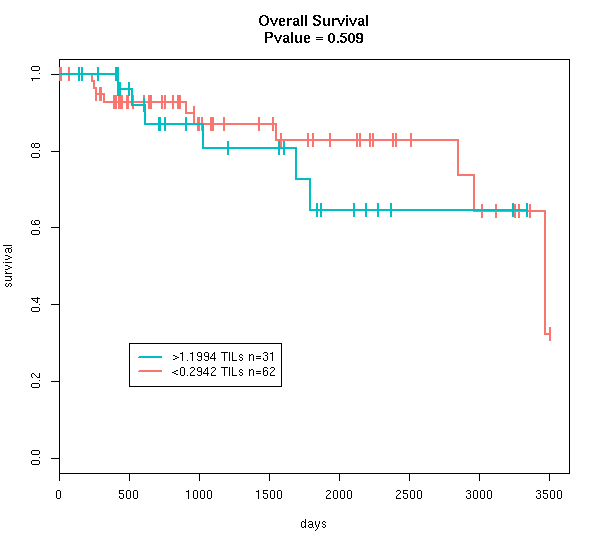 Overall Survival
Pvalue = 0.509
survival
1.0
0.8
0.6
0.4
0.2
0.0
>1.1994 TILs n=31
<0.2942 TILs n=62
0 500 1000 1500 2000 2500 3000 3500
days